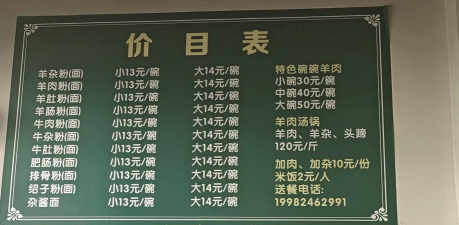 价目表
羊杂粉(面) 小13元/碗 大14元/碗
羊肉粉(面) 小13元/碗 大14元/碗
羊肚粉(面) 小13元/碗 大14元/碗
羊肠粉(面) 小13元/碗 大14元/碗
牛肉粉(面) 小13元/碗 大14元/碗
牛杂粉(面) 小13元/碗 大14元/碗
牛肚粉(面) 小13元/碗 大14元/碗
肥肠粉(面) 小13元/碗 大14元/碗
排骨粉(面) 小13元/碗 大14元/碗
绍子粉(面) 小13元/碗 大14元/碗
杂酱面 小13元/碗 大14元/碗
特色碗碗羊肉
小碗30元/碗
中碗40元/碗
大碗50元/碗
羊肉汤锅
羊肉、羊杂、头蹄
120元/斤
加肉、加杂10元/份
米饭2元/人
送餐电话:
19982462991